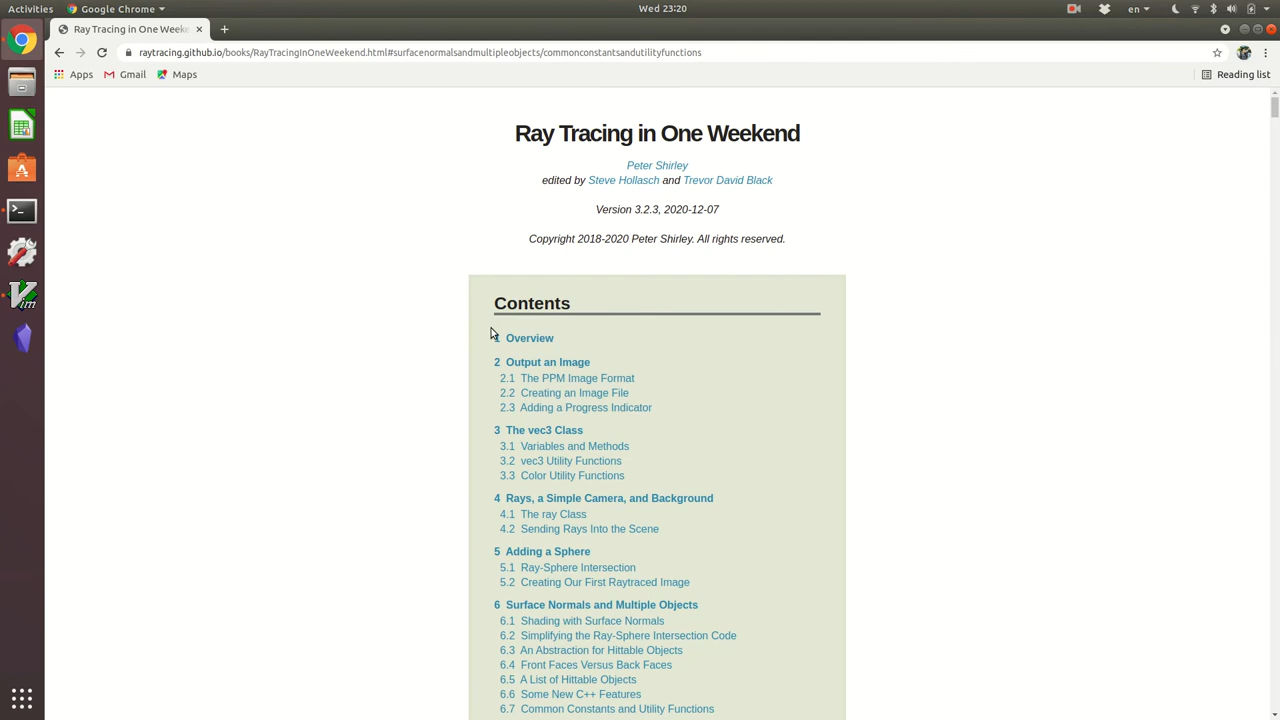 Activities Google Chrome Wed 23:20 en
Ray Tracing in One Weeke
raytracing.github.io/books/RayTracingInOneWeekend.html#surfacenormalsandmultipleobjects/commonconstantsandutilityfunctions
Apps Gmail Maps Reading list
Ray Tracing in One Weekend
Peter Shirley
edited by Steve Hollasch and Trevor David Black
Version 3.2.3, 2020-12-07
Copyright 2018-2020 Peter Shirley. All rights reserved.
Contents
1 Overview
2 Output an Image
2.1 The PPM Image Format
2.2 Creating an Image File
2.3 Adding a Progress Indicator
3 The vec3 Class
3.1 Variables and Methods
3.2 vec3 Utility Functions
3.3 Color Utility Functions
4 Rays, a Simple Camera, and Background
4.1 The ray Class
4.2 Sending Rays Into the Scene
5 Adding a Sphere
5.1 Ray-Sphere Intersection
5.2 Creating Our First Raytraced Image
6 Surface Normals and Multiple Objects
6.1 Shading with Surface Normals
6.2 Simplifying the Ray-Sphere Intersection Code
6.3 An Abstraction for Hittable Objects
6.4 Front Faces Versus Back Faces
6.5 A List of Hittable Objects
6.6 Some New C++ Features
6.7 Common Constants and Utility Functions
Vim